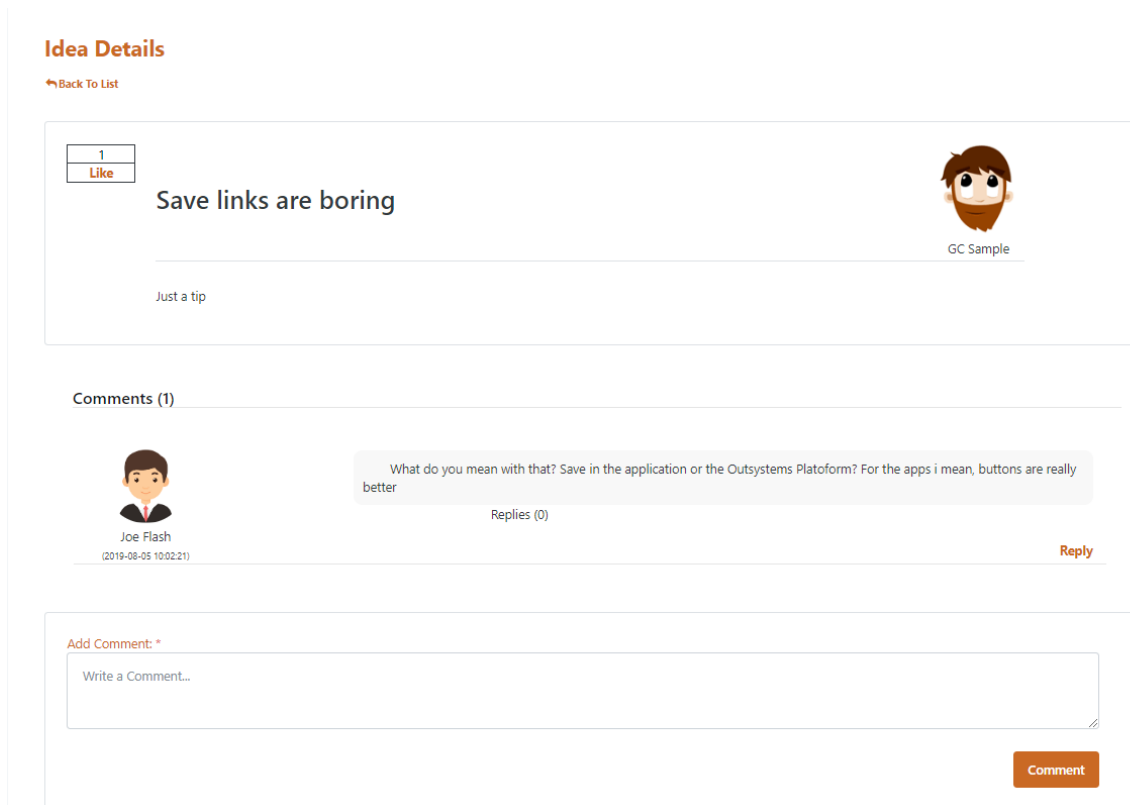 Idea Details
Back To List
1
Like
Save links are boring
GC Sample
Just a tip
Comments (1)
What do you mean with that? Save in the application or the Outsystems Platoform? For the apps i mean, buttons are really
better
Replies (0)
Joe Flash
(2019-08-05 10:02:21)
Reply
Add Comment: *
Write a Comment...
Comment